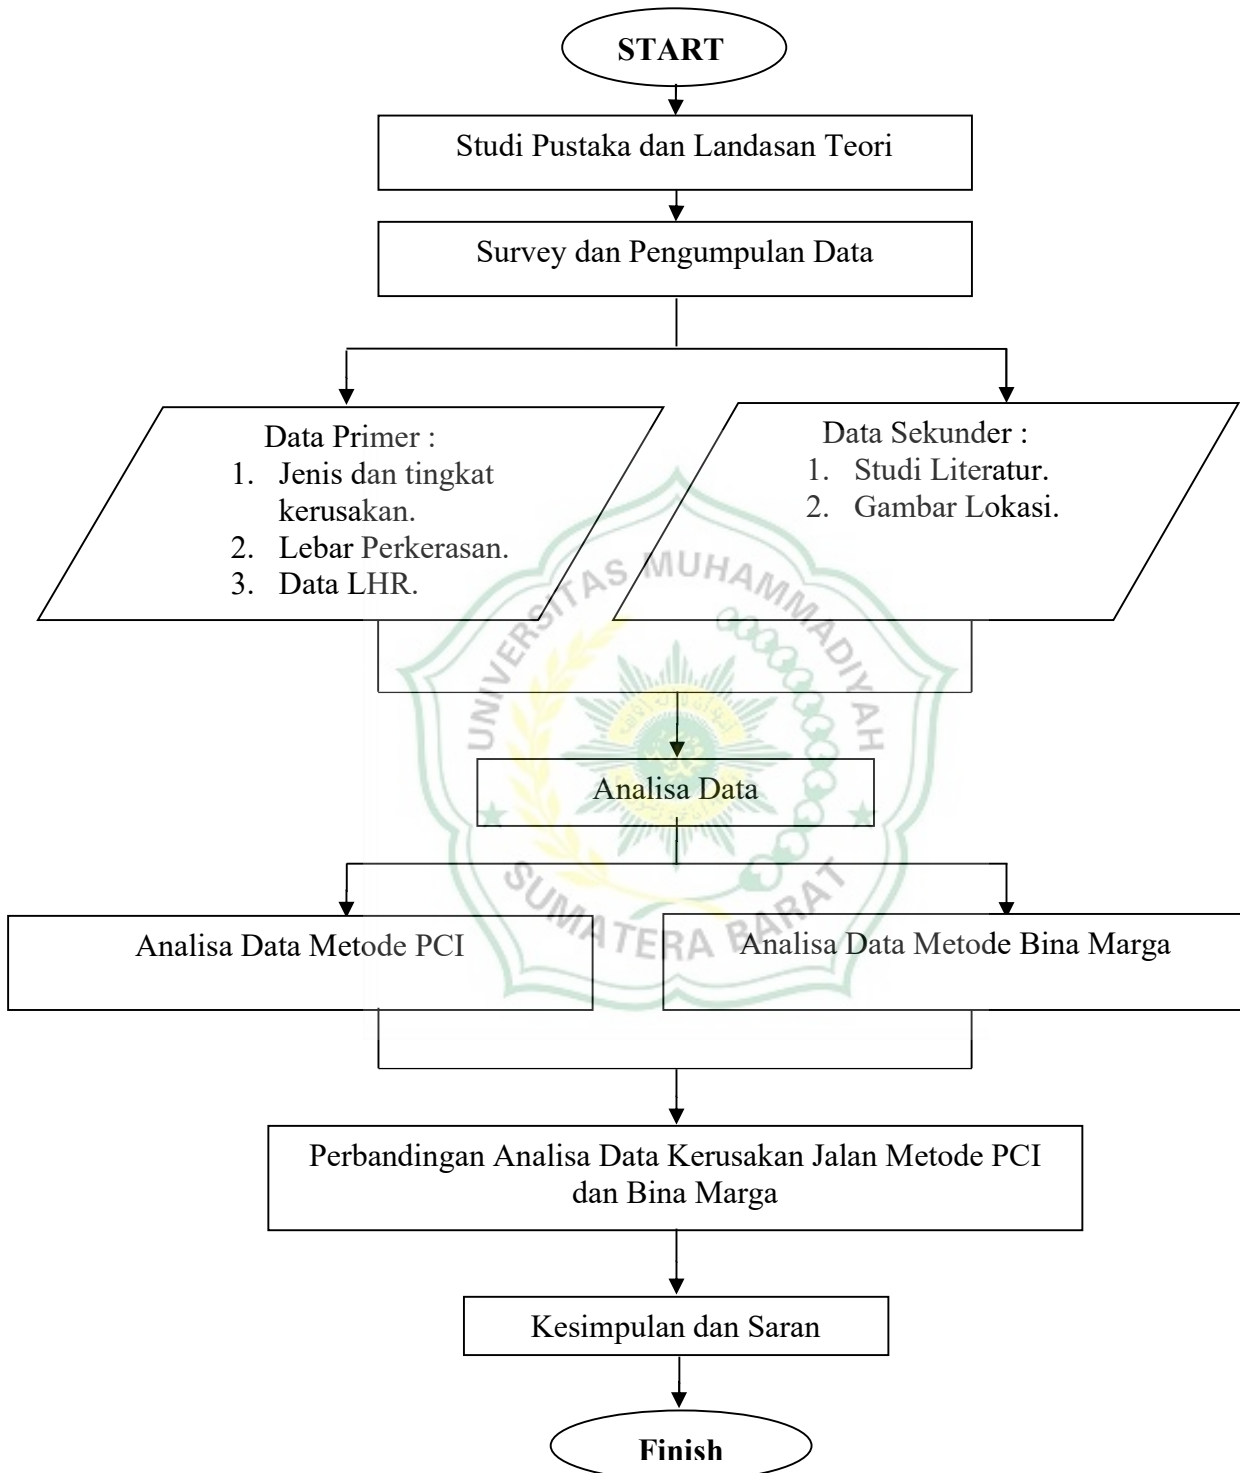 START
Studi Pustaka dan Landasan Teori
Survey dan Pengumpulan Data
Data Primer :
1. Jenis dan tingkat
kerusakan.
2. Lebar Perkerasan.
3. Data LHR.
Data Sekunder :
1. Studi Literatur.
2. Gambar Lokasi.
UNIVERSITAS MUHAMMADIYAH
SUMATERA BARAT
Analisa Data
Analisa Data Metode PCI
Analisa Data Metode Bina Marga
Perbandingan Analisa Data Kerusakan Jalan Metode PCI
dan Bina Marga
Kesimpulan dan Saran
Finish